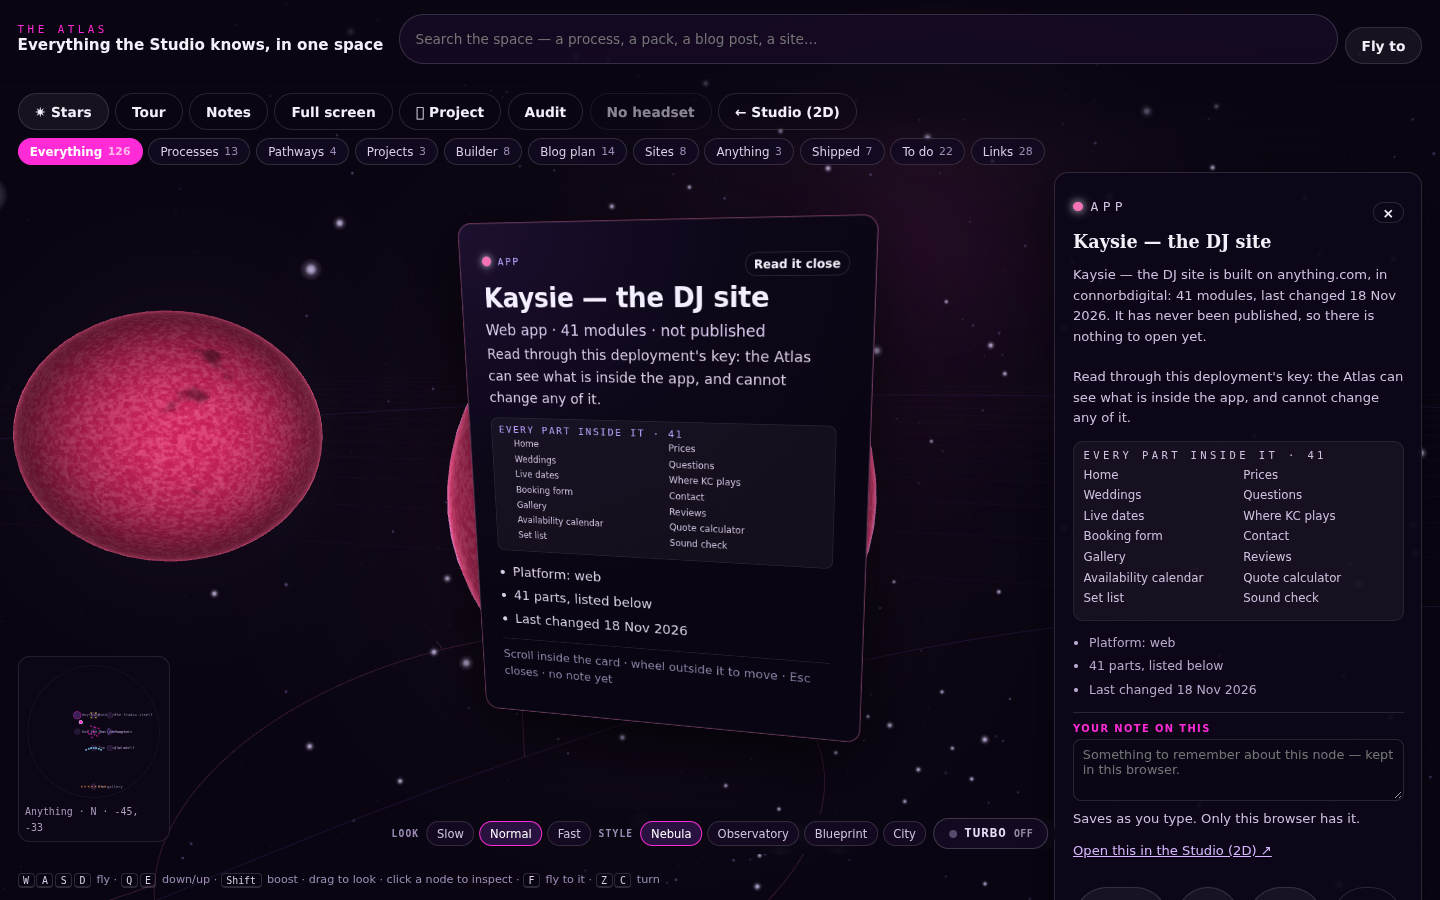 THE ATLAS
Everything the Studio knows, in one space
Search the space — a process, a pack, a blog post, a site…
Fly to
✷ Stars
Tour
Notes
Full screen
Project
Audit
No headset
← Studio (2D)
Everything 126
Processes 13
Pathways 4
Projects 3
Builder 8
Blog plan 14
Sites 8
Anything 3
Shipped 7
To do 22
Links 28
APP
Read it close
Kaysie — the DJ site
Web app · 41 modules · not published
Read through this deployment's key: the Atlas
can see what is inside the app, and cannot
change any of it.
EVERY PART INSIDE IT · 41
Home
Prices
Weddings
Questions
Live dates
Where KC plays
Booking form
Contact
Gallery
Reviews
Availability calendar
Quote calculator
Set list
Sound check
• Platform: web
• 41 parts, listed below
• Last changed 18 Nov 2026
Scroll inside the card · wheel outside it to move · Esc
closes · no note yet
APP
×
Kaysie — the DJ site
Kaysie — the DJ site is built on anything.com, in
connorbdigital: 41 modules, last changed 18 Nov
2026. It has never been published, so there is
nothing to open yet.
Read through this deployment's key: the Atlas can
see what is inside the app, and cannot change
any of it.
EVERY PART INSIDE IT · 41
Home
Prices
Weddings
Questions
Live dates
Where KC plays
Booking form
Contact
Gallery
Reviews
Availability calendar
Quote calculator
Set list
Sound check
• Platform: web
• 41 parts, listed below
• Last changed 18 Nov 2026
YOUR NOTE ON THIS
Something to remember about this node — kept
in this browser.
Saves as you type. Only this browser has it.
Open this in the Studio (2D) ↗
Anything · N · -45,
-33
LOOK
Slow
Normal
Fast
STYLE
Nebula
Observatory
Blueprint
City
TURBO OFF
W A S D fly · Q E down/up · Shift boost · drag to look · click a node to inspect · F fly to it · Z C turn